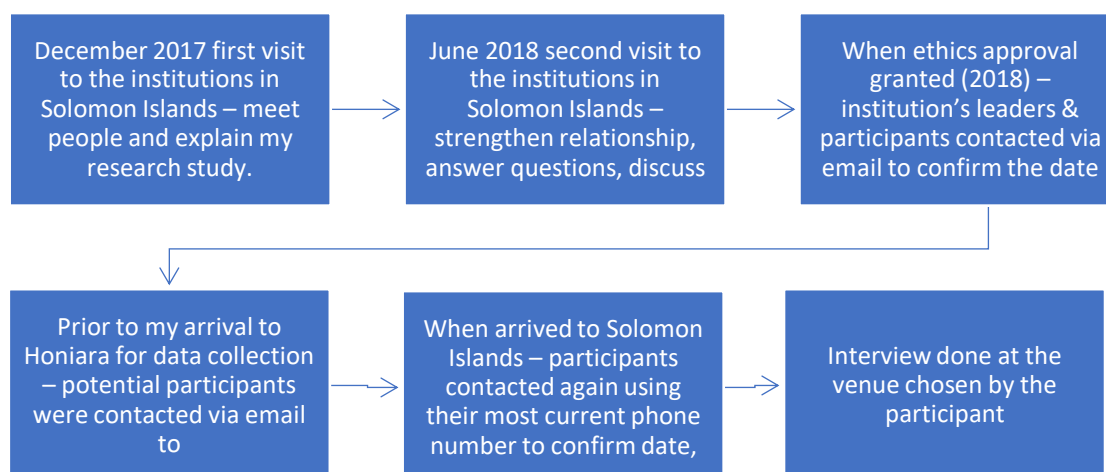 December 2017 first visit
to the institutions in
Solomon Islands – meet
people and explain my
research study.
June 2018 second visit to
the institutions in
Solomon Islands –
strengthen relationship,
answer questions, discuss
When ethics approval
granted (2018) –
institution’s leaders &
participants contacted via
email to confirm the date
Prior to my arrival to
Honiara for data collection
– potential participants
were contacted via email
to
When arrived to Solomon
Islands – participants
contacted again using
their most current phone
number to confirm date,
Interview done at the
venue chosen by the
participant